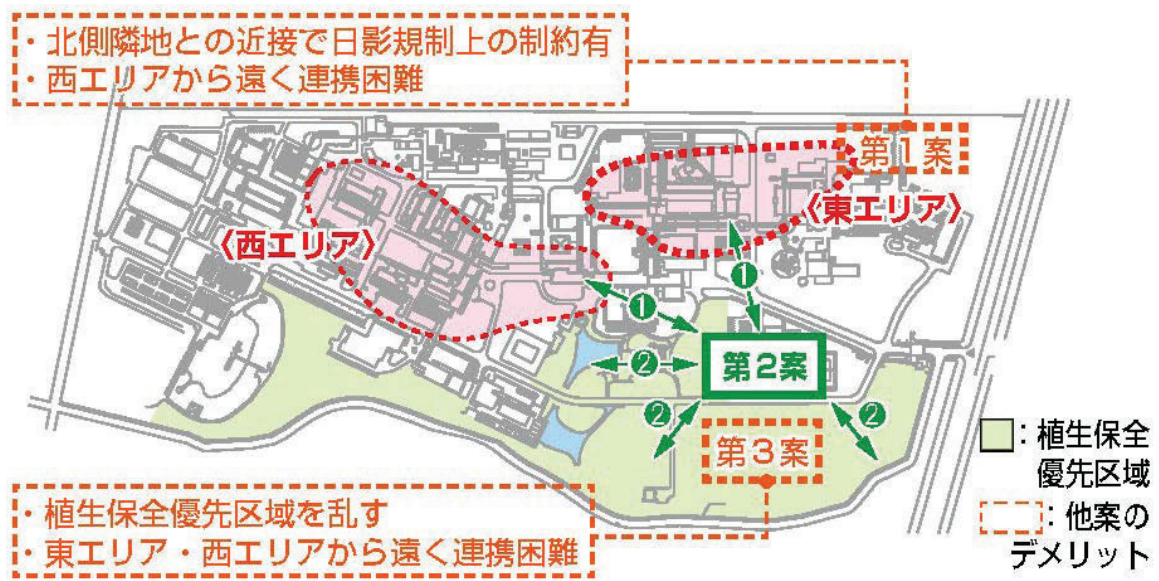 ・北側隣地との近接で日影規制上の制約有
・西エリアから遠く連携困難
第1案
〈東エリア〉
〈西エリア〉
❶
❶
第2案
❷
❷
❷
第3案
・植生保全優先区域を乱す
・東エリア・西エリアから遠く連携困難
：植生保全
優先区域
：他案の
デメリット